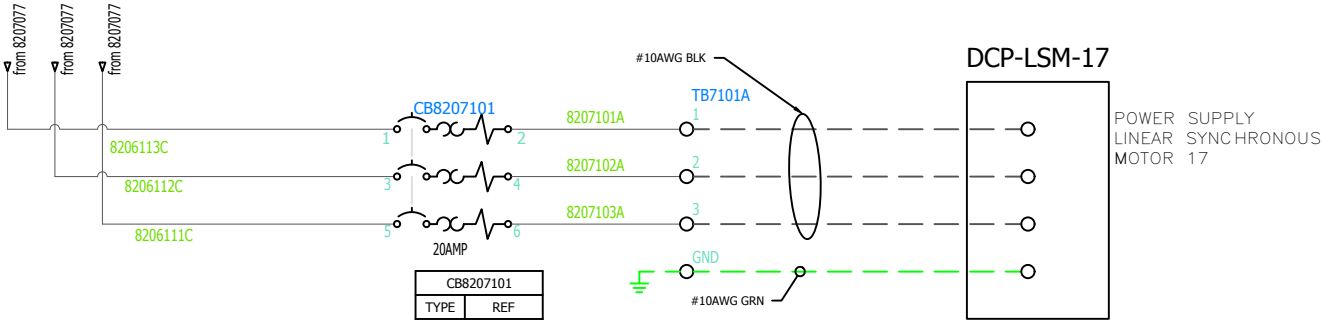 from 8207077
from 8207077
from 8207077
#10AWG BLK
DCP-LSM-17
CB8207101
TB7101A
1
2
8207101A
1
8206113C
POWER SUPPLY
LINEAR SYNCHRONOUS
MOTOR 17
3
4
8207102A
2
8206112C
5
6
8207103A
3
8206111C
20AMP
GND
CB8207101
TYPE
REF
#10AWG GRN